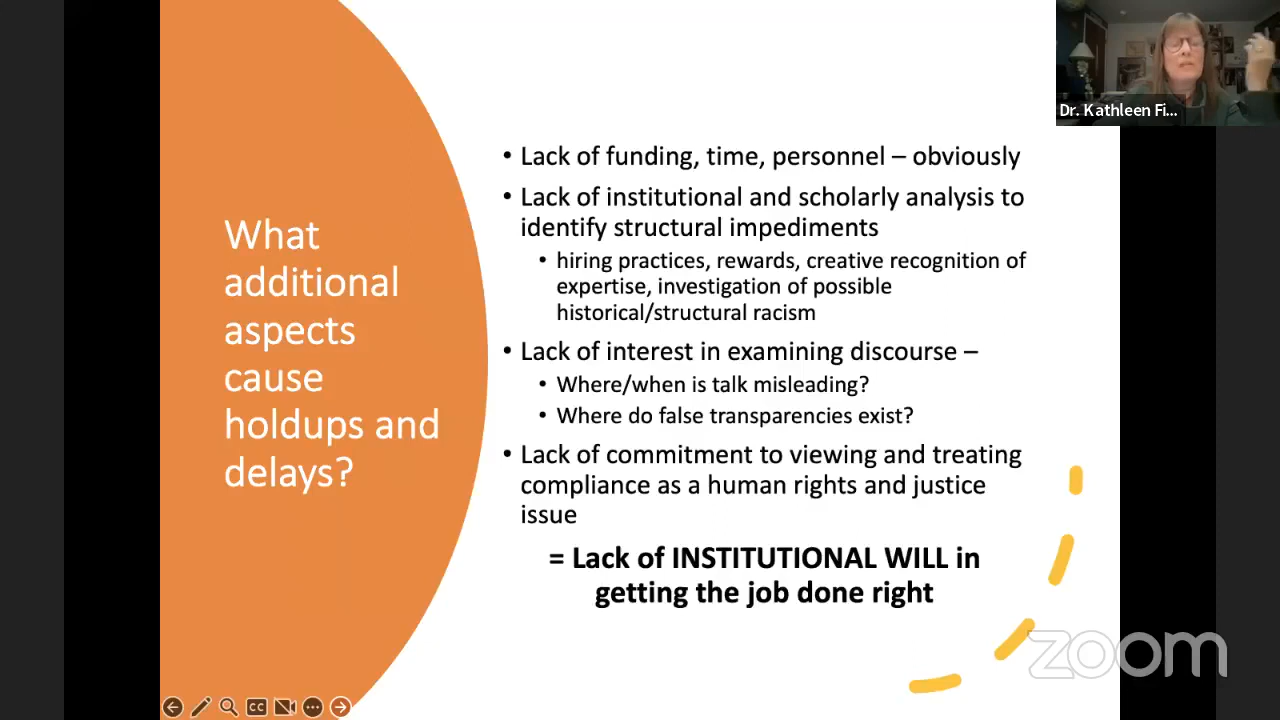 What
additional
aspects
cause
holdups and
delays?
• Lack of funding, time, personnel – obviously
• Lack of institutional and scholarly analysis to
identify structural impediments
• hiring practices, rewards, creative recognition of
expertise, investigation of possible
historical/structural racism
• Lack of interest in examining discourse –
• Where/when is talk misleading?
• Where do false transparencies exist?
• Lack of commitment to viewing and treating
compliance as a human rights and justice
issue
= Lack of INSTITUTIONAL WILL in
getting the job done right
Dr. Kathleen Fi...
zoom
CC